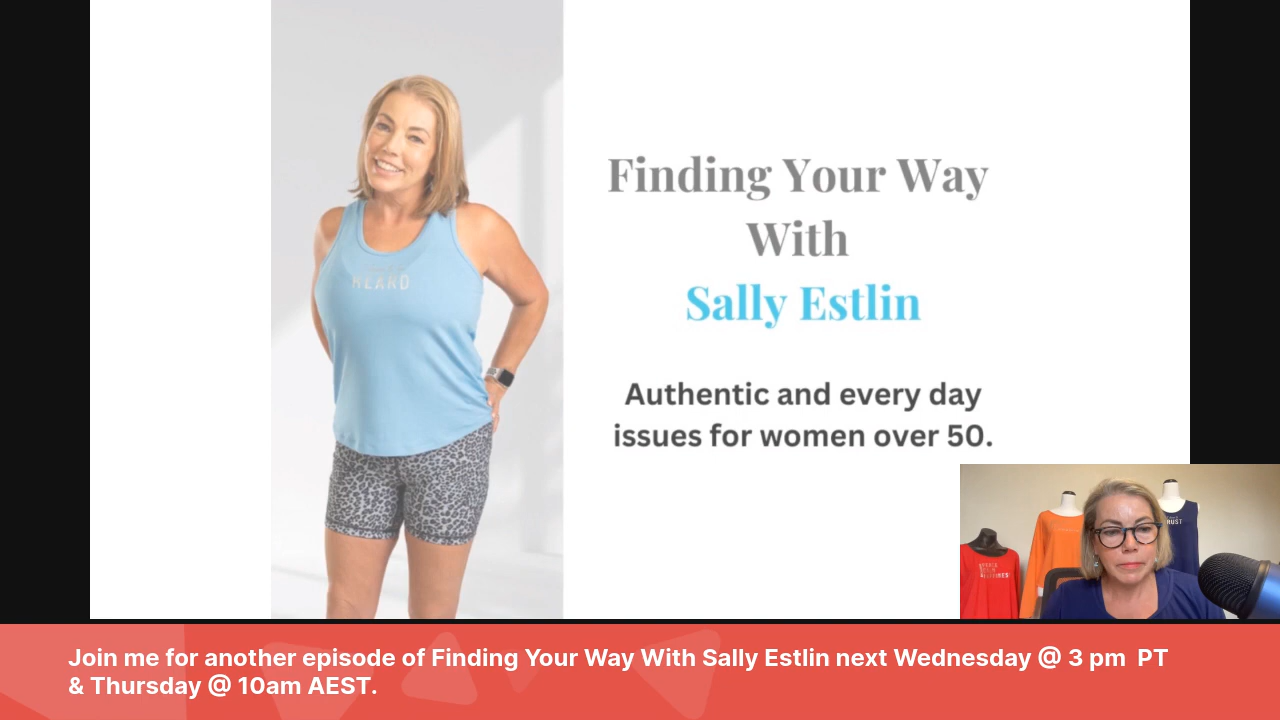 Finding Your Way
With
Sally Estlin
Authentic and every day
issues for women over 50.
HEARD
Join me for another episode of Finding Your Way With Sally Estlin next Wednesday @ 3 pm PT
& Thursday @ 10am AEST.